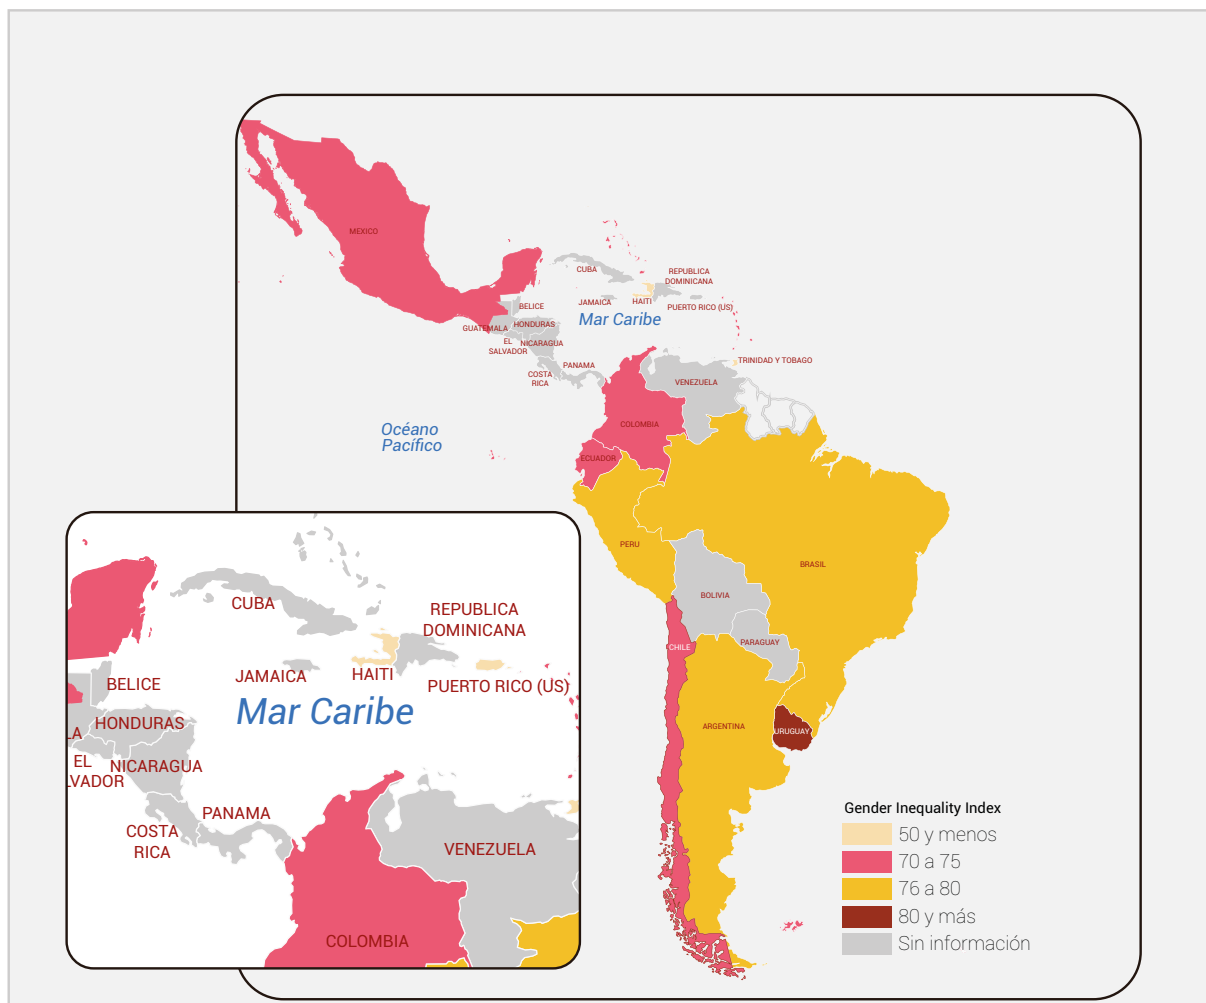 MEXICO
CUBA
REPUBLICA
DOMINICANA
JAMAICA
HAITI
PUERTO RICO (US)
BELICE
Mar Caribe
GUATEMALA
HONDURAS
EL
SALVADOR
NICARAGUA
COSTA
RICA
PANAMA
TRINIDAD Y TOBAGO
VENEZUELA
COLOMBIA
Océano
Pacífico
ECUADOR
PERU
BRASIL
BOLIVIA
PARAGUAY
CHILE
ARGENTINA
URUGUAY
CUBA
REPUBLICA
DOMINICANA
JAMAICA
HAITI
PUERTO RICO (US)
BELICE
Mar Caribe
HONDURAS
LA
EL
LVADOR
NICARAGUA
PANAMA
COSTA
RICA
VENEZUELA
COLOMBIA
Gender Inequality Index
50 y menos
70 a 75
76 a 80
80 y más
Sin información